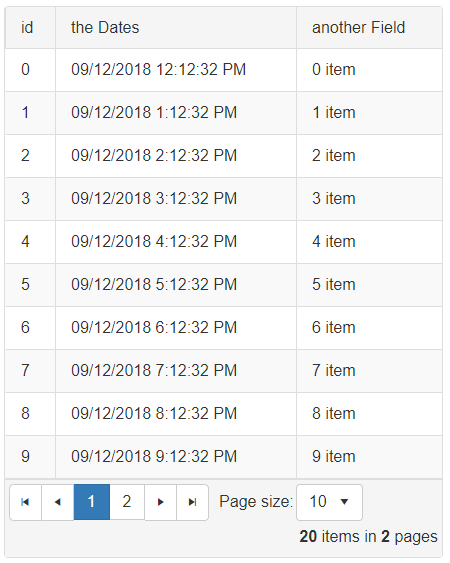 id the Dates another Field
0 09/12/2018 12:12:32 PM 0 item
1 09/12/2018 1:12:32 PM 1 item
2 09/12/2018 2:12:32 PM 2 item
3 09/12/2018 3:12:32 PM 3 item
4 09/12/2018 4:12:32 PM 4 item
5 09/12/2018 5:12:32 PM 5 item
6 09/12/2018 6:12:32 PM 6 item
7 09/12/2018 7:12:32 PM 7 item
8 09/12/2018 8:12:32 PM 8 item
9 09/12/2018 9:12:32 PM 9 item
1 2 Page size: 10
20 items in 2 pages